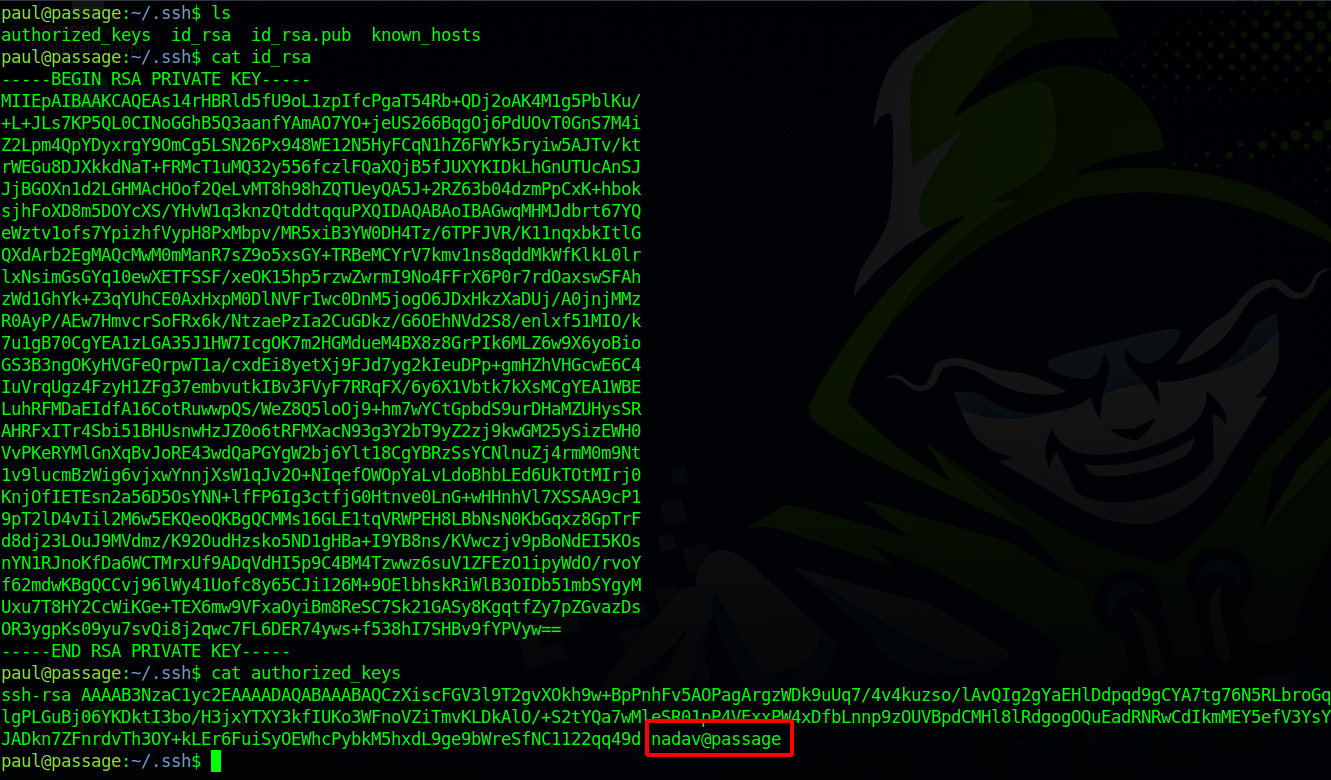 paul@passage:~/.ssh$ ls
authorized_keys  id_rsa  id_rsa.pub  known_hosts
paul@passage:~/.ssh$ cat id_rsa
-----BEGIN RSA PRIVATE KEY-----
MIIEpAIBAAKCAQEAs14rHBRld5fU9oL1zpIfcPgaT54Rb+QDj2oAK4M1g5PblKu/
+L+JLs7KP5QL0CINoGGhB5Q3aanfYAmAO7YO+jeUS266BqgOj6PdUOvT0GnS7M4i
Z2Lpm4QpYDyxrgY9OmCg5LSN26Px948WE12N5HyFCqN1hZ6FWYk5ryiw5AJTv/kt
rWEGu8DJXkkdNaT+FRMcT1uMQ32y556fczlFQaXQjB5fJUXYKIDkLhGnUTUcAnSJ
JjBGOXn1d2LGHMAcHOof2QeLvMT8h98hZQTUeyQA5J+2RZ63b04dzmPpCxK+hbok
sjhFoXD8m5DOYcXS/YHvW1q3knzQtddtqquPXQIDAQABAoIBAGwqMHMJdbrt67YQ
eWztv1ofs7YpizhfVypH8PxMbpv/MR5xiB3YW0DH4Tz/6TPFJVR/K11nqxbkItlG
QXdArb2EgMAQcMwM0mManR7sZ9o5xsGY+TRBeMCYrV7kmv1ns8qddMkWfKlkL0lr
lxNsimGsGYq10ewXETFSSF/xeOK15hp5rzwZwrmI9No4FFrX6P0r7rdOaxswSFAh
zWd1GhYk+Z3qYUhCE0AxHxpM0DlNVFrIwc0DnM5jogO6JDxHkzXaDUj/A0jnjMMz
R0AyP/AEw7HmvcrSoFRx6k/NtzaePzIa2CuGDkz/G6OEhNVd2S8/enlxf51MIO/k
7u1gB70CgYEA1zLGA35J1HW7IcgOK7m2HGMdueM4BX8z8GrPIk6MLZ6w9X6yoBio
GS3B3ngOKyHVGFeQrpwT1a/cxdEi8yetXj9FJd7yg2kIeuDPp+gmHZhVHGcwE6C4
IuVrqUgz4FzyH1ZFg37embvutkIBv3FVyF7RRqFX/6y6X1Vbtk7kXsMCgYEA1WBE
LuhRFMDaEIdfA16CotRuwwpQS/WeZ8Q5loOj9+hm7wYCtGpbdS9urDHaMZUHysSR
AHRFxITr4Sbi51BHUsnwHzJZ0o6tRFMXacN93g3Y2bT9yZ2zj9kwGM25ySizEWH0
VvPKeRYMlGnXqBvJoRE43wdQaPGYgW2bj6Ylt18CgYBRzSsYCNlnuZj4rmM0m9Nt
1v9lucmBzWig6vjxwYnnjXsW1qJv2O+NIqefOWOpYaLvLdoBhbLEd6UkTOtMIrj0
KnjOfIETEsn2a56D5OsYNN+lfFP6Ig3ctfjG0Htnve0LnG+wHHnhVl7XSSAA9cP1
9pT2lD4vIil2M6w5EKQeoQKBgQCMMs16GLE1tqVRWPEH8LBbNsN0KbGqxz8GpTrF
d8dj23LOuJ9MVdmz/K92OudHzsko5ND1gHBa+I9YB8ns/KVwczjv9pBoNdEI5KOs
nYN1RJnoKfDa6WCTMrxUf9ADqVdHI5p9C4BM4Tzwwz6suV1ZFEzO1ipyWdO/rvoY
f62mdwKBgQCCvj96lWy41Uofc8y65CJi126M+9OElbhskRiWlB3OIDb51mbSYgyM
Uxu7T8HY2CcWiKGe+TEX6mw9VFxaOyiBm8ReSC7Sk21GASy8KgqtfZy7pZGvazDs
OR3ygpKs09yu7svQi8j2qwc7FL6DER74yws+f538hI7SHBv9fYPVyw==
-----END RSA PRIVATE KEY-----
paul@passage:~/.ssh$ cat authorized_keys
ssh-rsa AAAAB3NzaC1yc2EAAAADAQABAAABAQCzXiscFGV3l9T2gvXOkh9w+BpPnhFv5AOPagArgzWDk9uUq7/4v4kuzso/lAvQIg2gYaEHlDdpqd9gCYA7tg76N5RLbroGq
lgPLGuBj06YKDktI3bo/H3jxYTXY3kfIUKo3WFnoVZiTmvKLDkAlO/+S2tYQa7wMleSR01pP4VExxPW4xDfbLnnp9zOUVBpdCMHl8lRdgogOQuEadRNRwCdIkmMEY5efV3YsY
JADkn7ZFnrdvTh3OY+kLEr6FuiSyOEWhcPybkM5hxdL9ge9bWreSfNC1122qq49d nadav@passage
paul@passage:~/.ssh$